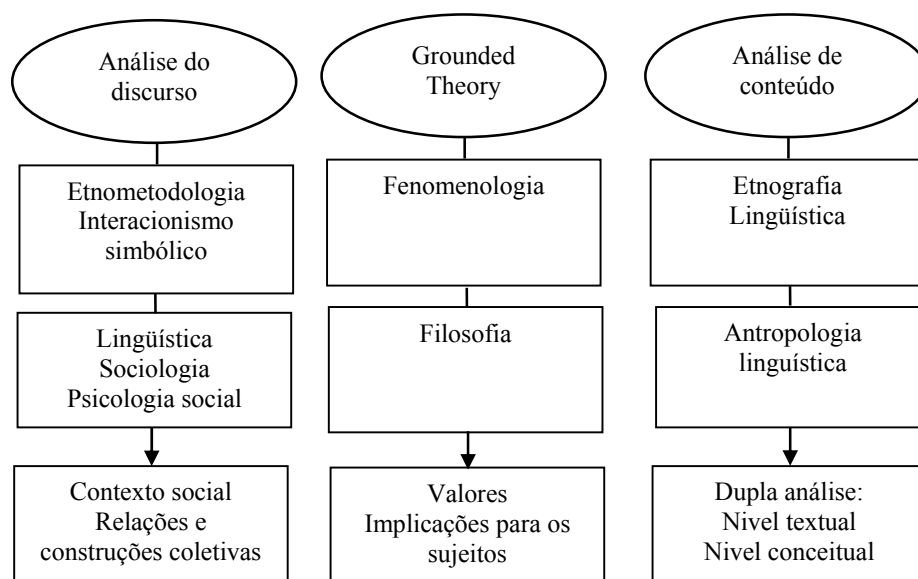 Análise do
discurso
Etnometodologia
Interacionismo
simbólico
Lingüística
Sociologia
Psicologia social
Contexto social
Relações e
construções coletivas
Grounded
Theory
Fenomenologia
Filosofia
Valores
Implicações para os
sujeitos
Análise de
conteúdo
Etnografia
Lingüística
Antropologia
linguística
Dupla análise:
Nivel textual
Nivel conceitual